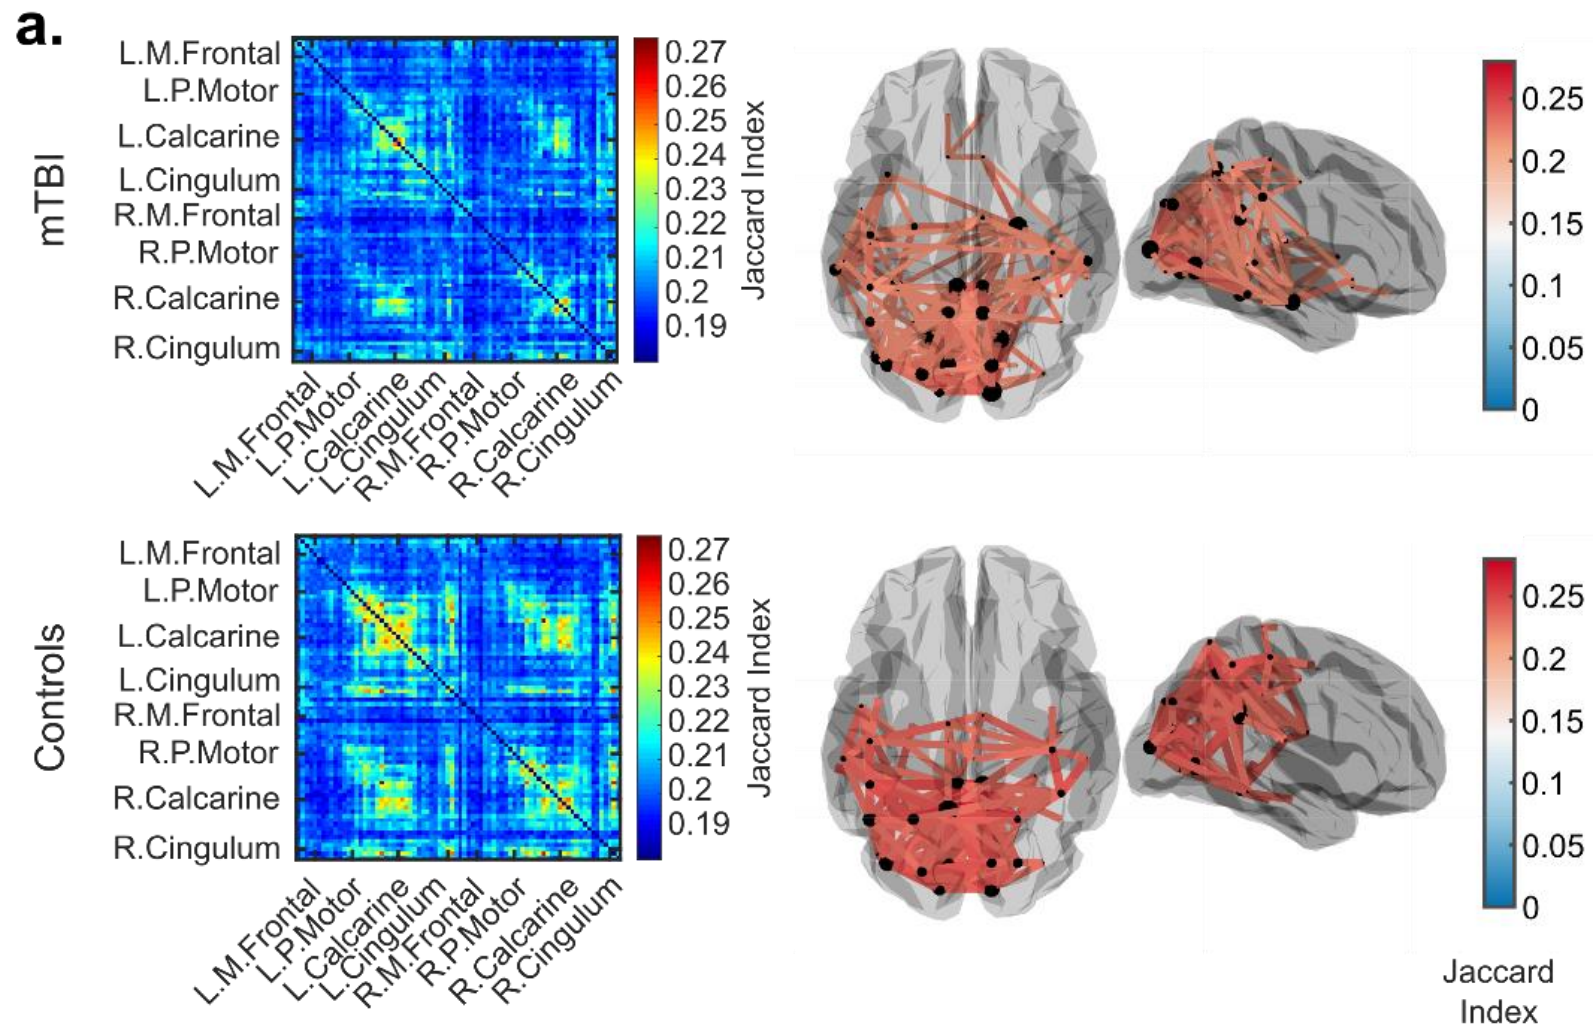 a.
mTBI
L.M.Frontal
L.P.Motor
L.Calcarine
L.Cingulum
R.M.Frontal
R.P.Motor
R.Calcarine
R.Cingulum
L.M.Frontal
L.P.Motor
L.Calcarine
L.Cingulum
R.M.Frontal
R.P.Motor
R.Calcarine
R.Cingulum
0.27
0.26
0.25
0.24
0.23
0.22
0.21
0.2
0.19
Jaccard Index
0.25
0.2
0.15
0.1
0.05
0
Controls
L.M.Frontal
L.P.Motor
L.Calcarine
L.Cingulum
R.M.Frontal
R.P.Motor
R.Calcarine
R.Cingulum
L.M.Frontal
L.P.Motor
L.Calcarine
L.Cingulum
R.M.Frontal
R.P.Motor
R.Calcarine
R.Cingulum
0.27
0.26
0.25
0.24
0.23
0.22
0.21
0.2
0.19
Jaccard Index
0.25
0.2
0.15
0.1
0.05
0
Jaccard
Index